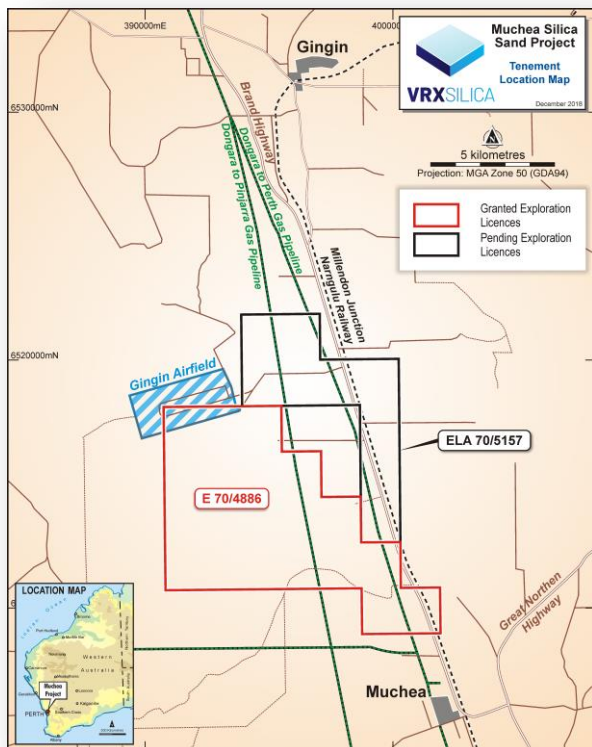 390000mE
400000
Gingin
Muchea Silica
Sand Project
Tenement
Location Map
VRXSILICA
December 2018
6530000mN
Brand Highway
5 kilometres
Projection: MGA Zone 50 (GDA94)
Dongara to Perth Gas Pipeline
Dongara to Pinjarra Gas Pipeline
Granted Exploration
Licences
Pending Exploration
Licences
Millendon Junction
Narngulu Railway
6520000mN
Gingin Airfield
ELA 70/5157
E 70/4886
LOCATION MAP
Western
Australia
Muchea
Project
PERTH
Kalgoorlie
Albany
Great Northen
Highway
Muchea